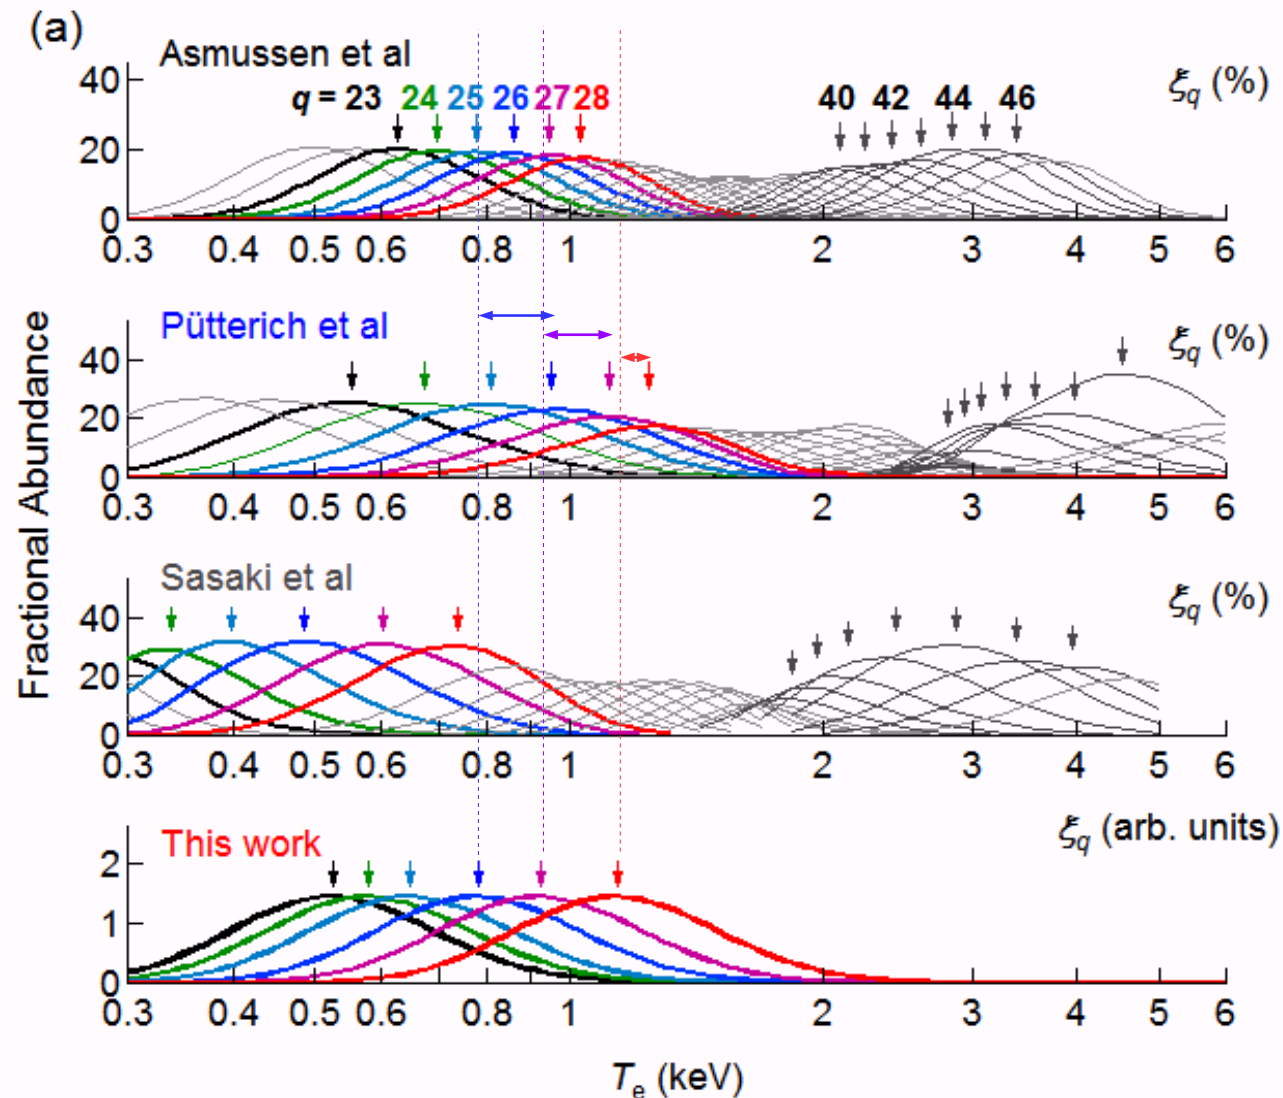 (a)
Asmussen et al
ξq (%)
40
q = 23 24 25 26 27 28 40 42 44 46
20
0
0.3 0.4 0.5 0.6 0.8 1 2 3 4 5 6
Pütterich et al
ξq (%)
40
20
0
0.3 0.4 0.5 0.6 0.8 1 2 3 4 5 6
Fractional Abundance
Sasaki et al
ξq (%)
40
20
0
0.3 0.4 0.5 0.6 0.8 1 2 3 4 5 6
This work
ξq (arb. units)
2
1
0
0.3 0.4 0.5 0.6 0.8 1 2 3 4 5 6
Te (keV)